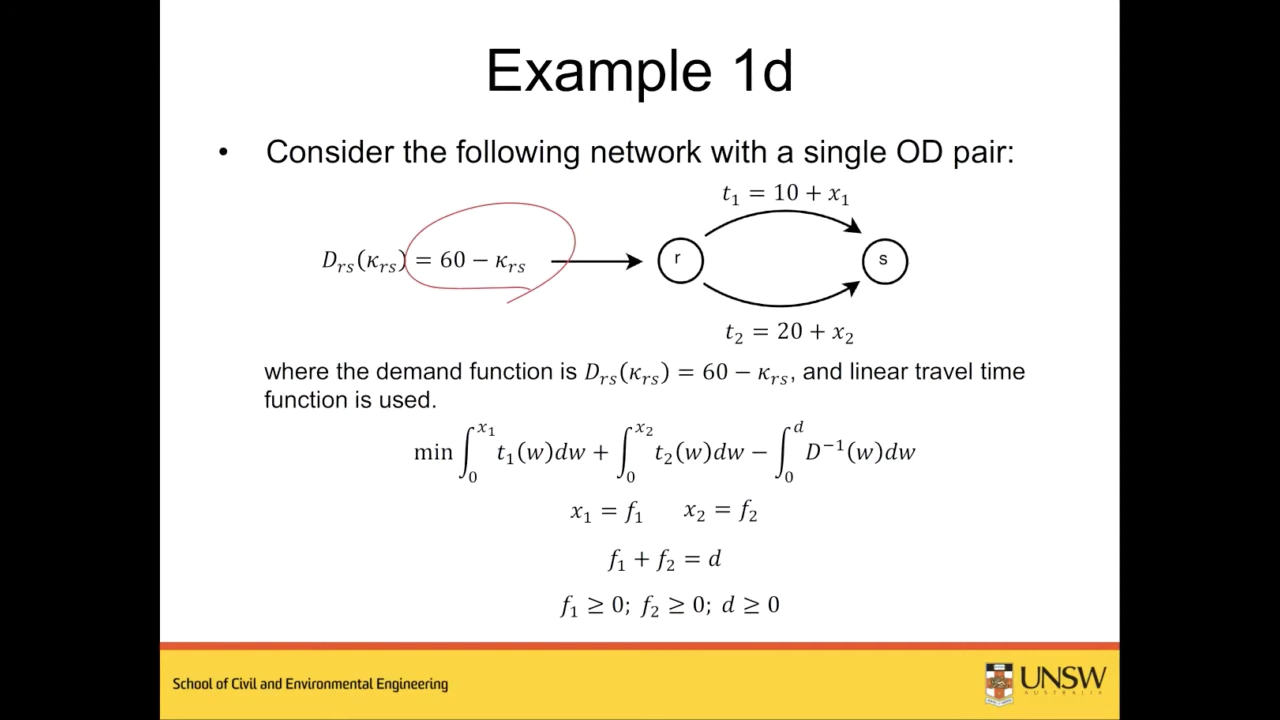 Example 1d
• Consider the following network with a single OD pair:
t₁ = 10 + x₁
D_rs(κ_rs) = 60 − κ_rs
r
s
t₂ = 20 + x₂
where the demand function is D_rs(κ_rs) = 60 − κ_rs, and linear travel time
function is used.
min ∫₀^x₁ t₁(w)dw + ∫₀^x₂ t₂(w)dw − ∫₀^d D⁻¹(w)dw
x₁ = f₁ x₂ = f₂
f₁ + f₂ = d
f₁ ≥ 0; f₂ ≥ 0; d ≥ 0
School of Civil and Environmental Engineering
UNSW
AUSTRALIA